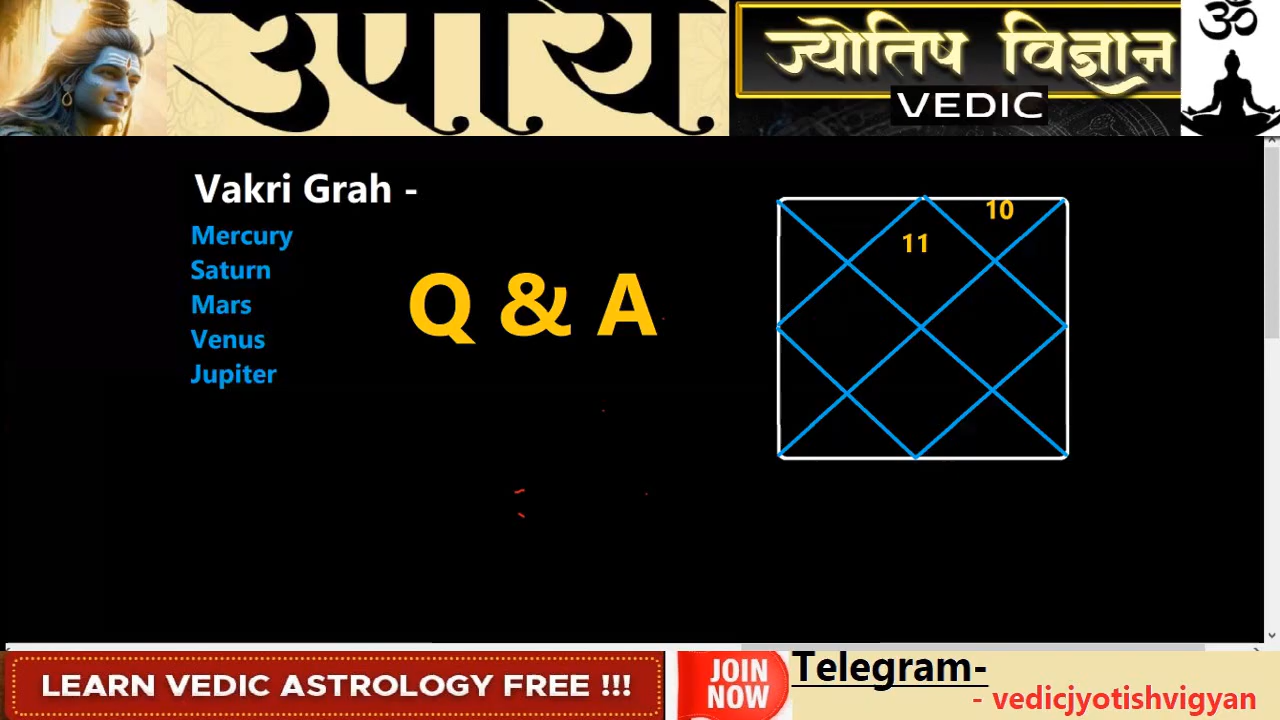 उपाय
ज्योतिष विज्ञान
VEDIC
ॐ
Vakri Grah -
Mercury
Saturn
Mars
Venus
Jupiter
Q & A
10
11
LEARN VEDIC ASTROLOGY FREE !!!
JOIN
NOW
Telegram-
- vedicjyotishvigyan